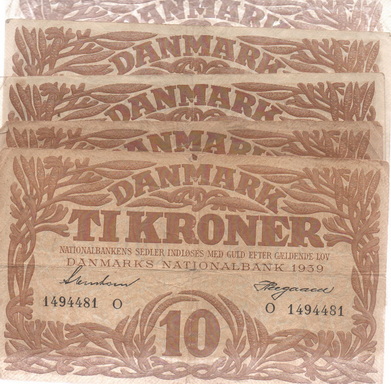 DANMARK
DANMARK
DANMARK
DANMARK
DANMARK
TI KRONER
NATIONALBANKENS SEDLER INDLØSES MED GULD EFTER GÆLDENDE LOV
DANMARKS NATIONALBANK 1939
1494481 O
O 1494481
10